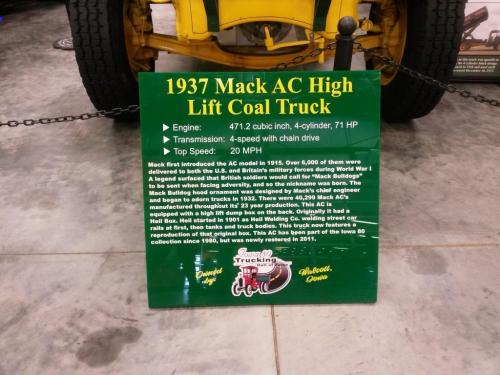 1937 Mack AC High
Lift Coal Truck
Engine: 471.2 cubic inch, 4-cylinder, 71 HP
Transmission: 4-speed with chain drive
Top Speed: 20 MPH
Mack first introduced the AC model in 1915. Over 6,000 of them were
delivered to both the U.S. and Britain's military forces during World War I
A legend surfaced that British soldiers would call for "Mack Bulldogs"
to be sent when facing adversity, and so the nickname was born. The
Mack Bulldog hood ornament was designed by Mack's chief engineer
and began to adorn trucks in 1932. There were 40,299 Mack AC's
manufactured throughout its' 23 year production. This AC is
equipped with a high lift dump box on the back. Originally it had a
Heil Box. Heil started in 1901 as Heil Welding Co. welding street car
rails at first, then tanks and truck bodies. This truck now features a
reproduction of that original box. This AC has been part of the Iowa 80
collection since 1980, but was newly restored in 2011.
Iowa 80
Trucking
Hall of Fame
Owned by:
Walcott, Iowa